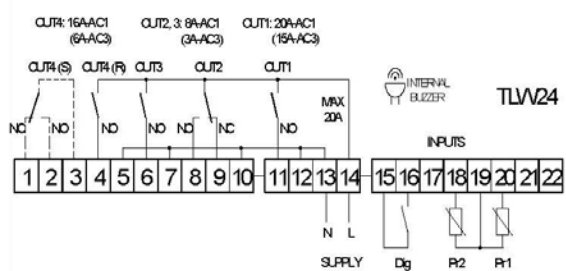 OUT4: 16A-AC1 OUT2, 3: 8A-AC1 OUT1: 20A-AC1
(6A-AC3) (3A-AC3) (15A-AC3)
OUT4 (S) OUT4 (R) OUT3 OUT2 OUT1
MAX
20A
INTERNAL
BUZZER
TLW24
NO NC NO NO NO NC NO
INPUTS
1 2 3 4 5 6 7 8 9 10 11 12 13 14 15 16 17 18 19 20 21 22
N L
SUPPLY Dig Pr2 Pr1